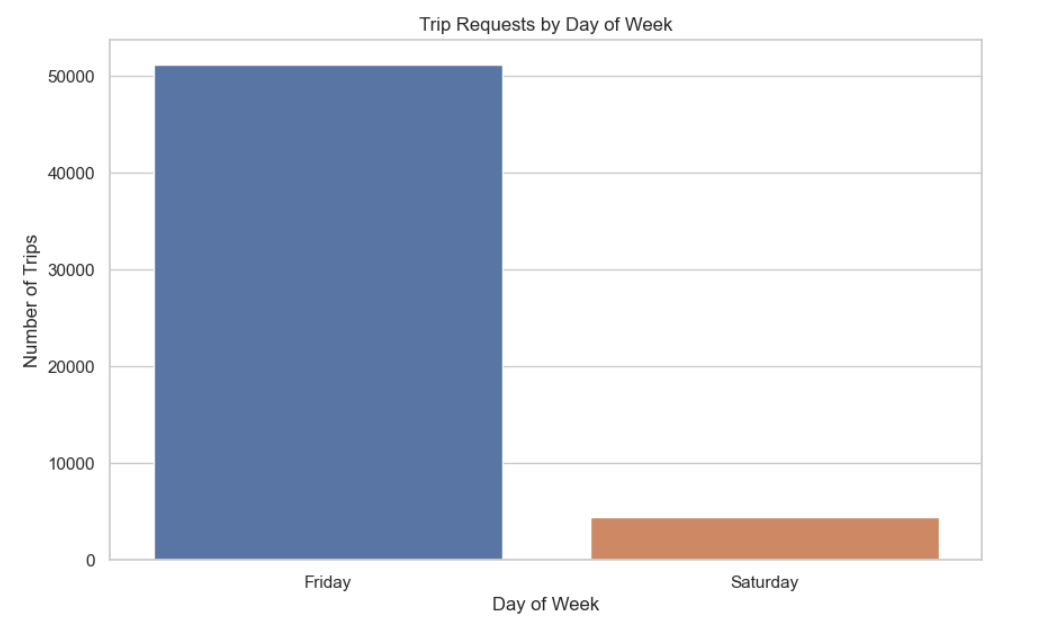 Trip Requests by Day of Week
50000
40000
30000
20000
10000
0
Number of Trips
Friday
Saturday
Day of Week